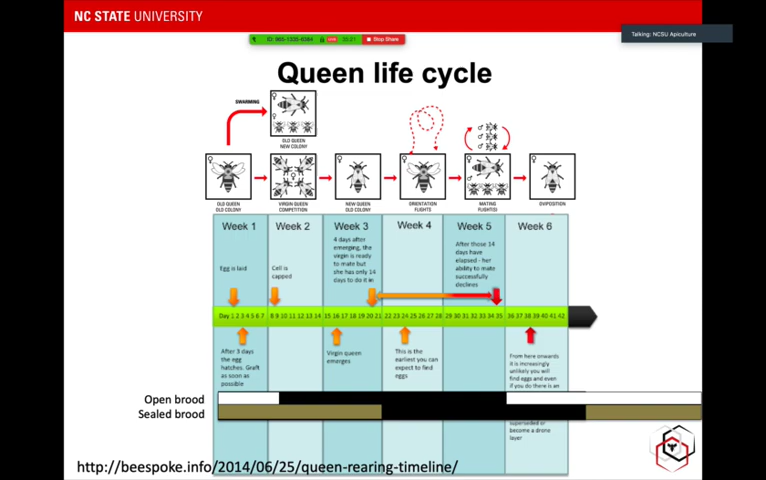 NC STATE UNIVERSITY
Talking: NCSU Apiculture
Stop Share
Queen life cycle
SWARMING
OLD QUEEN
NEW COLONY
OLD QUEEN
OLD COLONY
VIRGIN QUEEN
COMPETITION
NEW QUEEN
OLD COLONY
ORIENTATION
FLIGHTS
MATING
FLIGHT(S)
OVIPOSITION
Week 1
Week 2
Week 3
Week 4
Week 5
Week 6
Egg is laid
Cell is
capped
4 days after
emerging, the
virgin is ready
to mate but
she has only 14
days to do it in
After those 14
days have
elapsed - her
ability to mate
successfully
declines
Day 1 2 3 4 5 6 7 8 9 10 11 12 13 14 15 16 17 18 19 20 21 22 23 24 25 26 27 28 29 30 31 32 33 34 35 36 37 38 39 40 41 42
After 3 days
the egg
hatches. Graft
as soon as
possible
Virgin queen
emerges
This is the
earliest you can
expect to find
eggs
From here onwards
it is increasingly
unlikely you will
find eggs and even
if you do there is an
superseded or
become a drone
layer
Open brood
Sealed brood
http://beespoke.info/2014/06/25/queen-rearing-timeline/